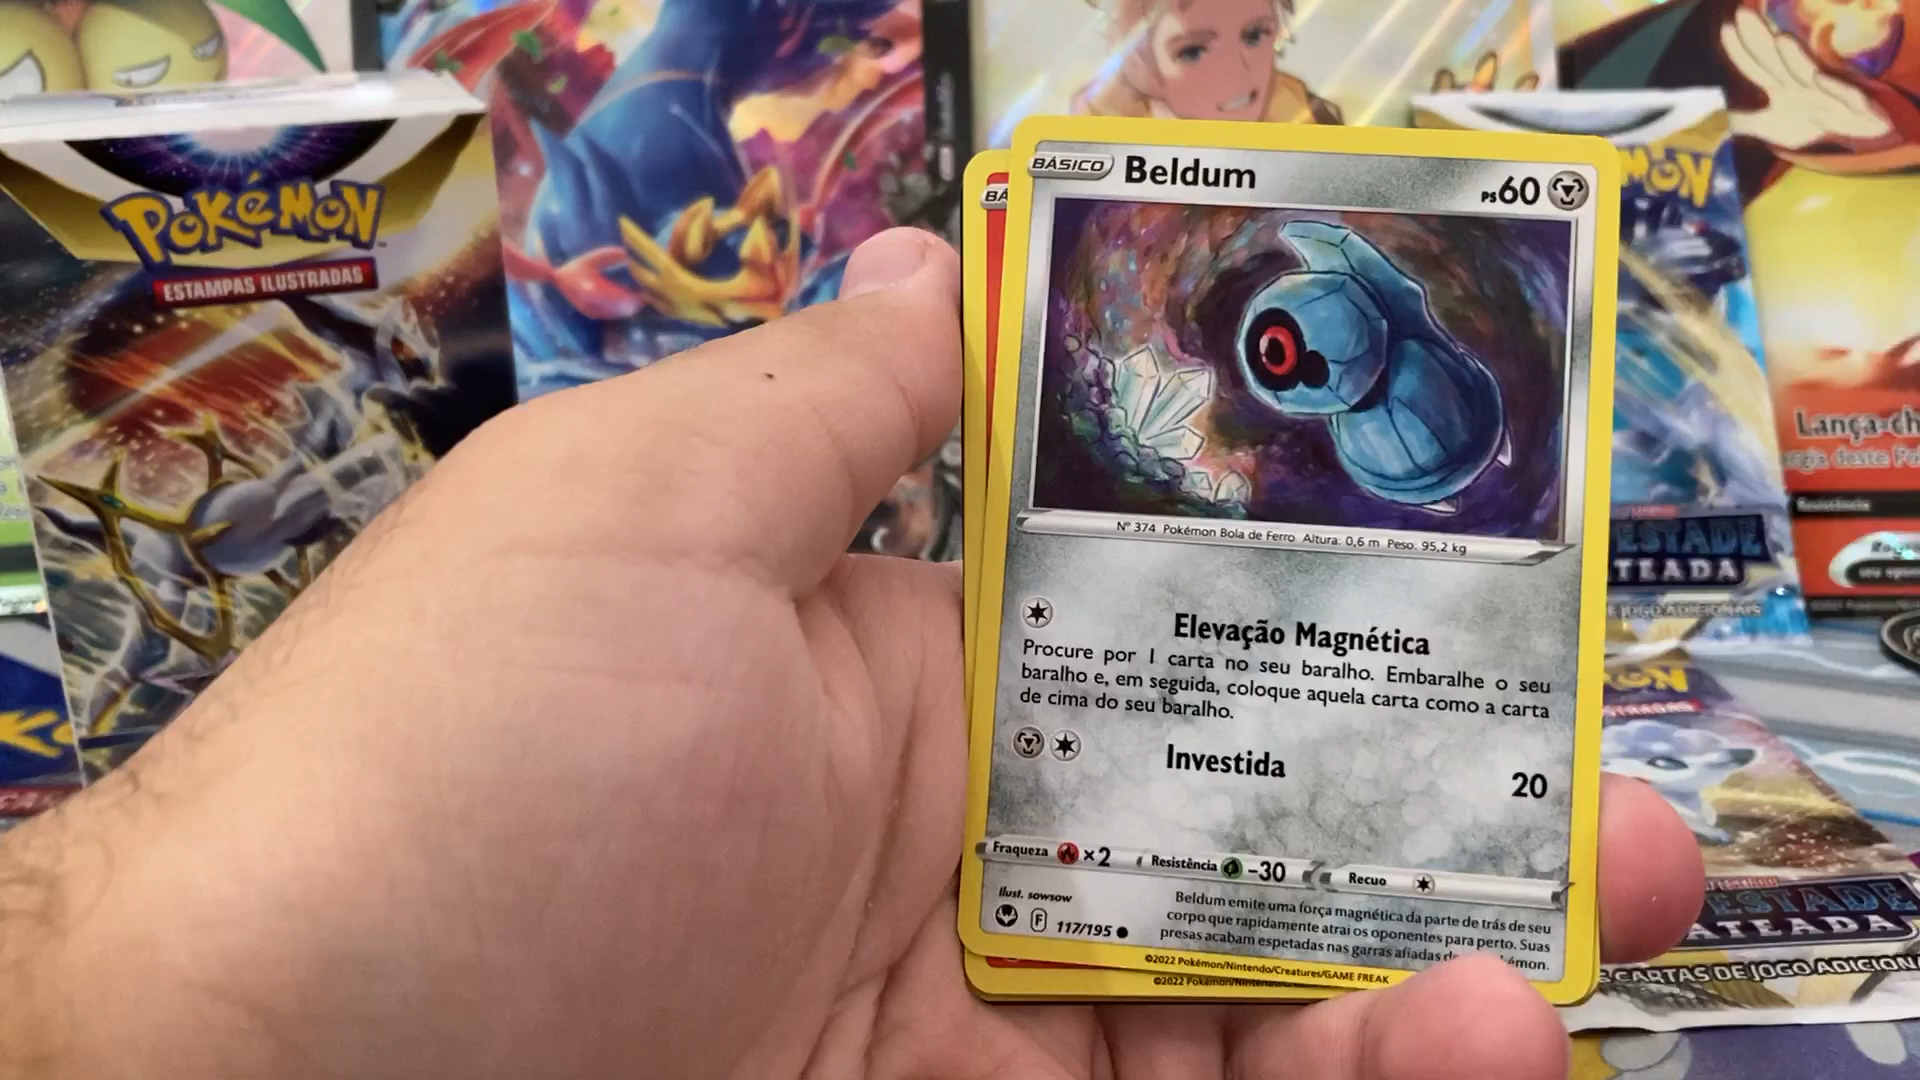 POKÉMON
ESTAMPAS ILUSTRADAS
BÁSICO
Beldum
PS60
Nº 374 Pokémon Bola de Ferro Altura: 0,6 m Peso: 95,2 kg
Elevação Magnética
Procure por 1 carta no seu baralho. Embaralhe o seu
baralho e, em seguida, coloque aquela carta como a carta
de cima do seu baralho.
Investida
20
Fraqueza ×2
Resistência -30
Recuo
Ilust. sowsow
F
117/195
Beldum emite uma força magnética da parte de trás de seu
corpo que rapidamente atrai os oponentes para perto. Suas
presas acabam espetadas nas garras afiadas
©2022 Pokémon/Nintendo/Creatures/GAME FREAK
©2022 Pokémon/Nintendo
Resistência
CARTAS DE JOGO